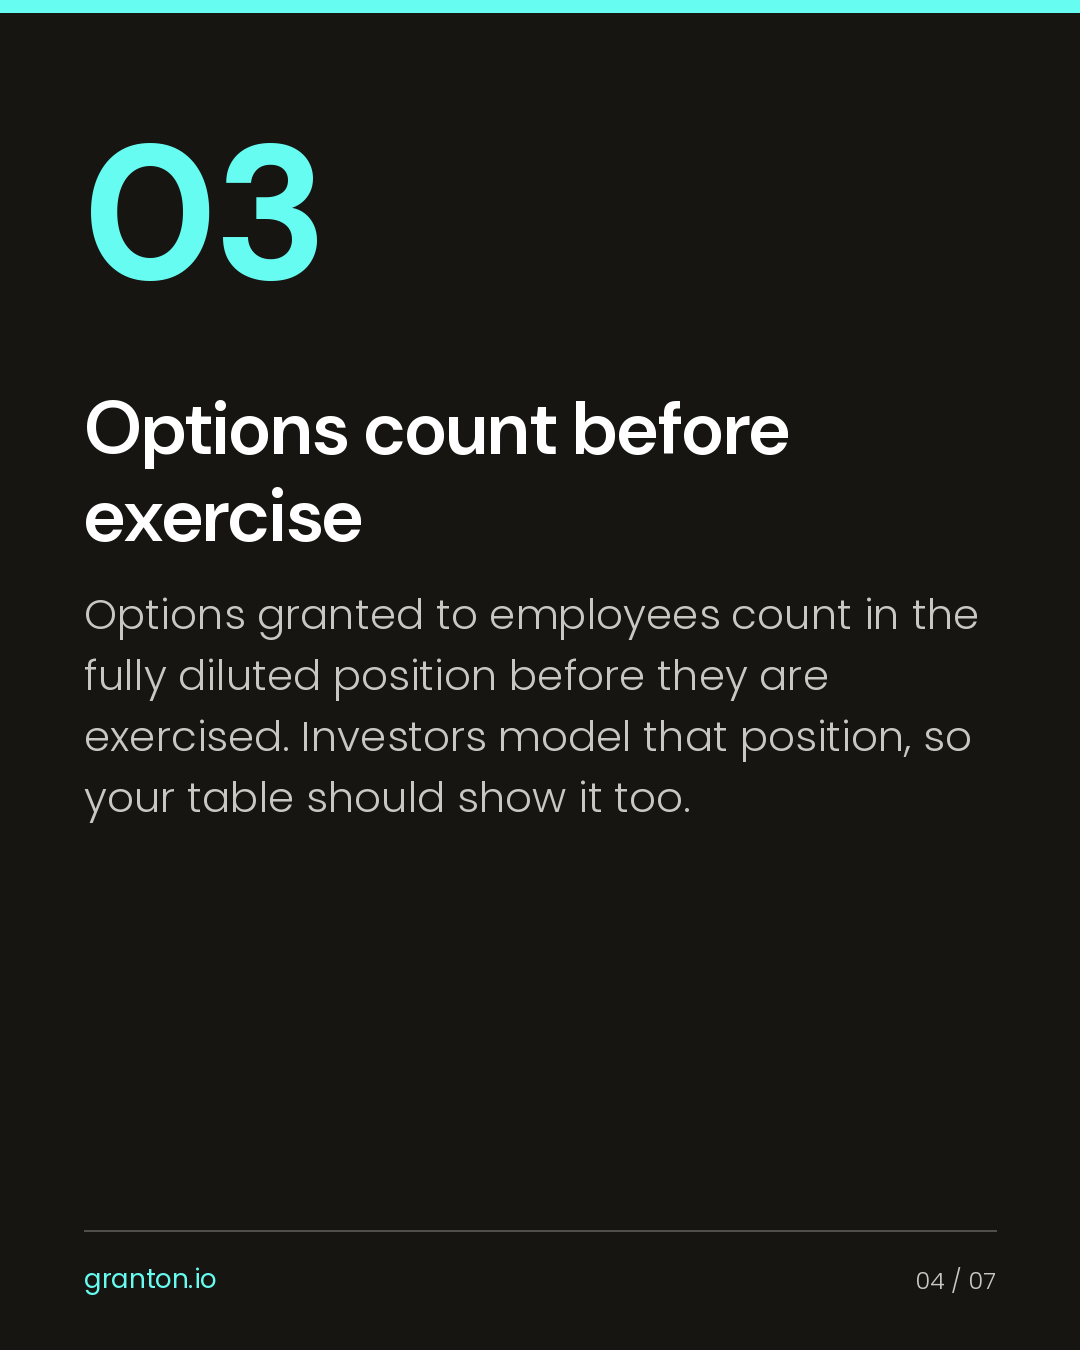 03
Options count before
exercise
Options granted to employees count in the
fully diluted position before they are
exercised. Investors model that position, so
your table should show it too.
granton.io
04 / 07